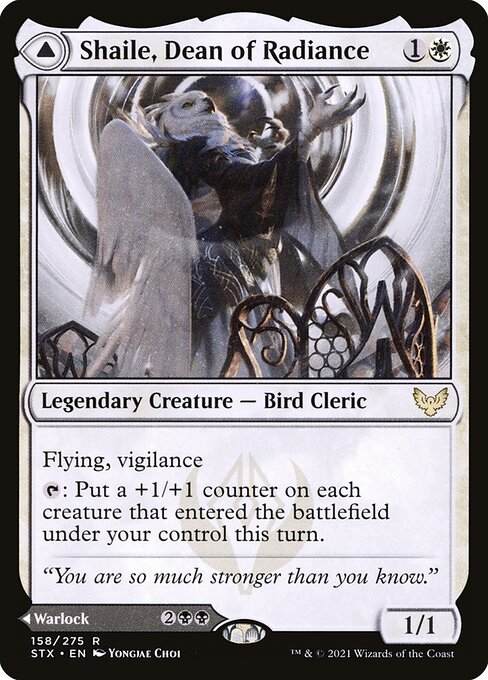 Shaile, Dean of Radiance 1
Legendary Creature — Bird Cleric
Flying, vigilance
: Put a +1/+1 counter on each
creature that entered the battlefield
under your control this turn.
“You are so much stronger than you know.”
Warlock 2
1/1
158/275 R
STX • EN Yongjae Choi
™ & © 2021 Wizards of the Coast